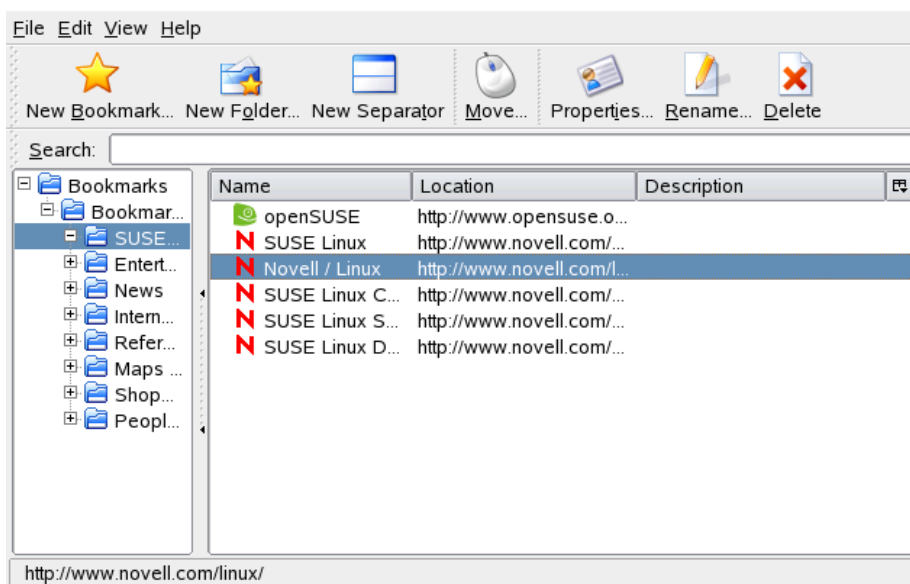 File Edit View Help
New Bookmark... New Folder... New Separator Move... Properties... Rename... Delete
Search:
Bookmarks
Bookmar...
SUSE...
Entert...
News
Intern...
Refer...
Maps ...
Shop...
Peopl...
Name Location Description
openSUSE http://www.opensuse.o...
SUSE Linux http://www.novell.com/...
Novell / Linux http://www.novell.com/l...
SUSE Linux C... http://www.novell.com/...
SUSE Linux S... http://www.novell.com/...
SUSE Linux D... http://www.novell.com/...
http://www.novell.com/linux/